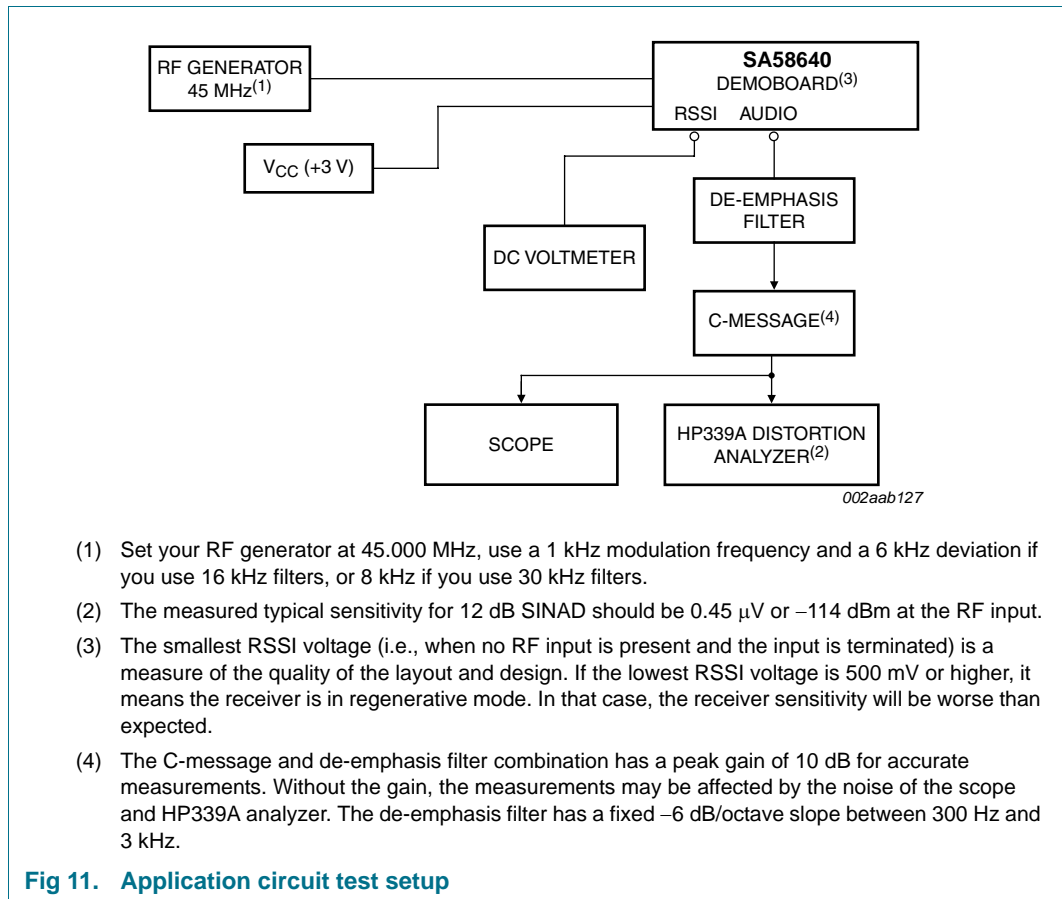 RF GENERATOR
45 MHz(1)
SA58640
DEMOBOARD(3)
RSSI AUDIO
VCC (+3 V)
DE-EMPHASIS
FILTER
DC VOLTMETER
C-MESSAGE(4)
SCOPE
HP339A DISTORTION
ANALYZER(2)
002aab127
(1) Set your RF generator at 45.000 MHz, use a 1 kHz modulation frequency and a 6 kHz deviation if
you use 16 kHz filters, or 8 kHz if you use 30 kHz filters.
(2) The measured typical sensitivity for 12 dB SINAD should be 0.45 μV or −114 dBm at the RF input.
(3) The smallest RSSI voltage (i.e., when no RF input is present and the input is terminated) is a
measure of the quality of the layout and design. If the lowest RSSI voltage is 500 mV or higher, it
means the receiver is in regenerative mode. In that case, the receiver sensitivity will be worse than
expected.
(4) The C-message and de-emphasis filter combination has a peak gain of 10 dB for accurate
measurements. Without the gain, the measurements may be affected by the noise of the scope
and HP339A analyzer. The de-emphasis filter has a fixed −6 dB/octave slope between 300 Hz and
3 kHz.
Fig 11. Application circuit test setup